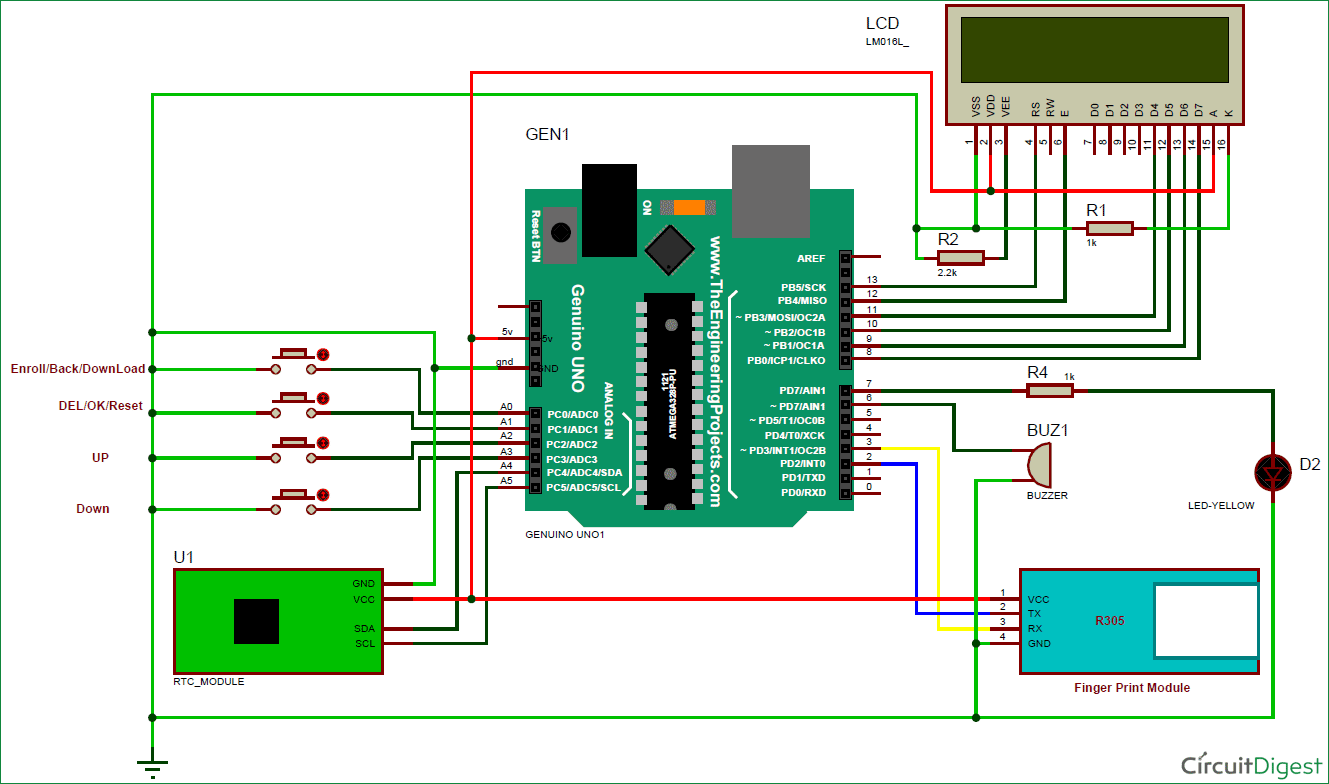 LCD
LM016L_
VSS
VDD
VEE
RS
RW
E
D0
D1
D2
D3
D4
D5
D6
D7
A
K
1
2
3
4
5
6
7
8
9
10
11
12
13
14
15
16
GEN1
Reset BTN
ON
www.TheEngineeringProjects.com
Genuino UNO
R1
1k
R2
2.2k
AREF
PB5/SCK
13
PB4/MISO
12
~ PB3/MOSI/OC2A
11
~ PB2/OC1B
10
~ PB1/OC1A
9
PB0/ICP1/CLKO
8
5v
5v
gnd
GND
1121
ATMEGA328P-PU
ANALOG IN
A0
PC0/ADC0
A1
PC1/ADC1
A2
PC2/ADC2
A3
PC3/ADC3
A4
PC4/ADC4/SDA
A5
PC5/ADC5/SCL
PD7/AIN1
7
~ PD7/AIN1
6
~ PD5/T1/OC0B
5
PD4/T0/XCK
4
~ PD3/INT1/OC2B
3
PD2/INT0
2
PD1/TXD
1
PD0/RXD
0
GENUINO UNO1
Enroll/Back/DownLoad
DEL/OK/Reset
UP
Down
R4
1k
BUZ1
BUZZER
D2
LED-YELLOW
U1
GND
VCC
SDA
SCL
RTC_MODULE
1
VCC
2
TX
3
RX
4
GND
R305
Finger Print Module
CircuitDigest